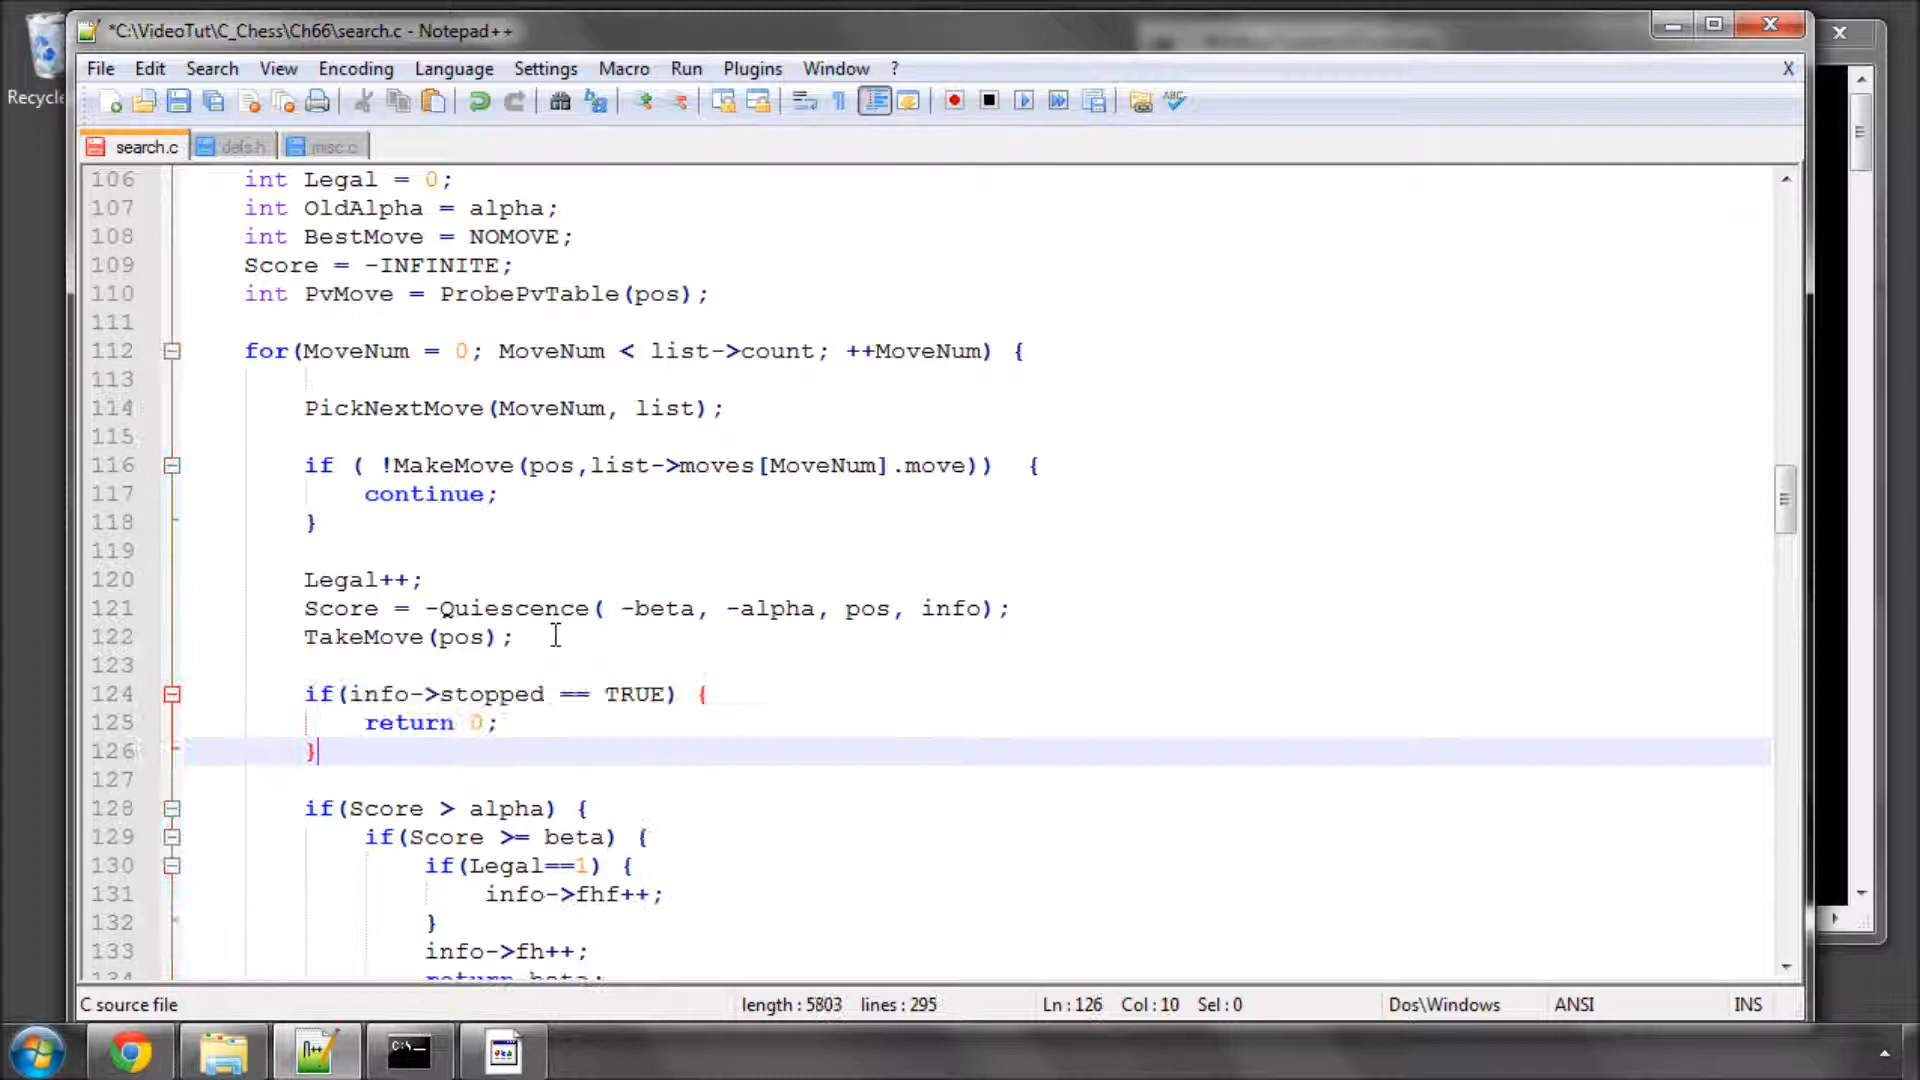 *C:\VideoTut\C_Chess\Ch66\search.c - Notepad++
File Edit Search View Encoding Language Settings Macro Run Plugins Window ?
X
search.c defs.h misc.c
Recycle
106 int Legal = 0;
107 int OldAlpha = alpha;
108 int BestMove = NOMOVE;
109 Score = -INFINITE;
110 int PvMove = ProbePvTable(pos);
111
112 for(MoveNum = 0; MoveNum < list->count; ++MoveNum) {
113
114 PickNextMove(MoveNum, list);
115
116 if ( !MakeMove(pos,list->moves[MoveNum].move)) {
117 continue;
118 }
119
120 Legal++;
121 Score = -Quiescence( -beta, -alpha, pos, info);
122 TakeMove(pos);
123
124 if(info->stopped == TRUE) {
125 return 0;
126 }
127
128 if(Score > alpha) {
129 if(Score >= beta) {
130 if(Legal==1) {
131 info->fhf++;
132 }
133 info->fh++;
134 return beta;
C source file length : 5803 lines : 295 Ln : 126 Col : 10 Sel : 0 Dos\Windows ANSI INS